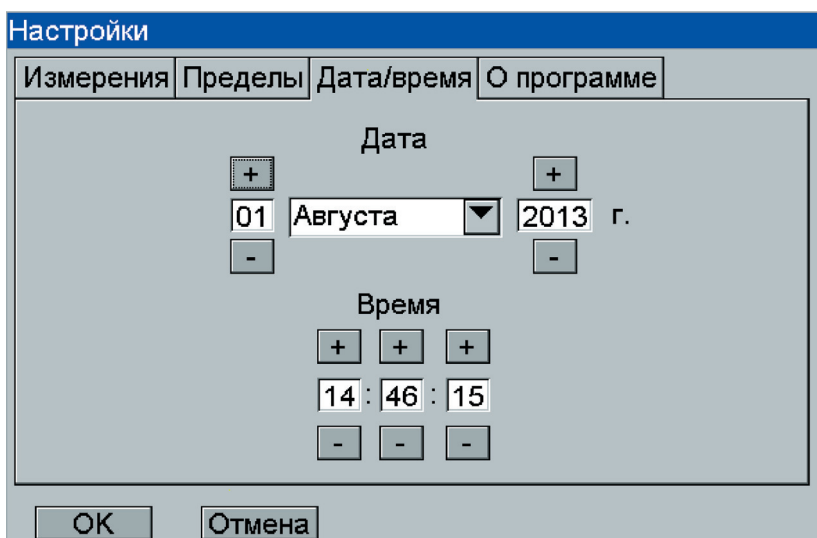 Настройки
Измерения Пределы Дата/время О программе
Дата
+ +
01 Августа 2013 г.
- -
Время
+ + +
14 : 46 : 15
- - -
OK Отмена